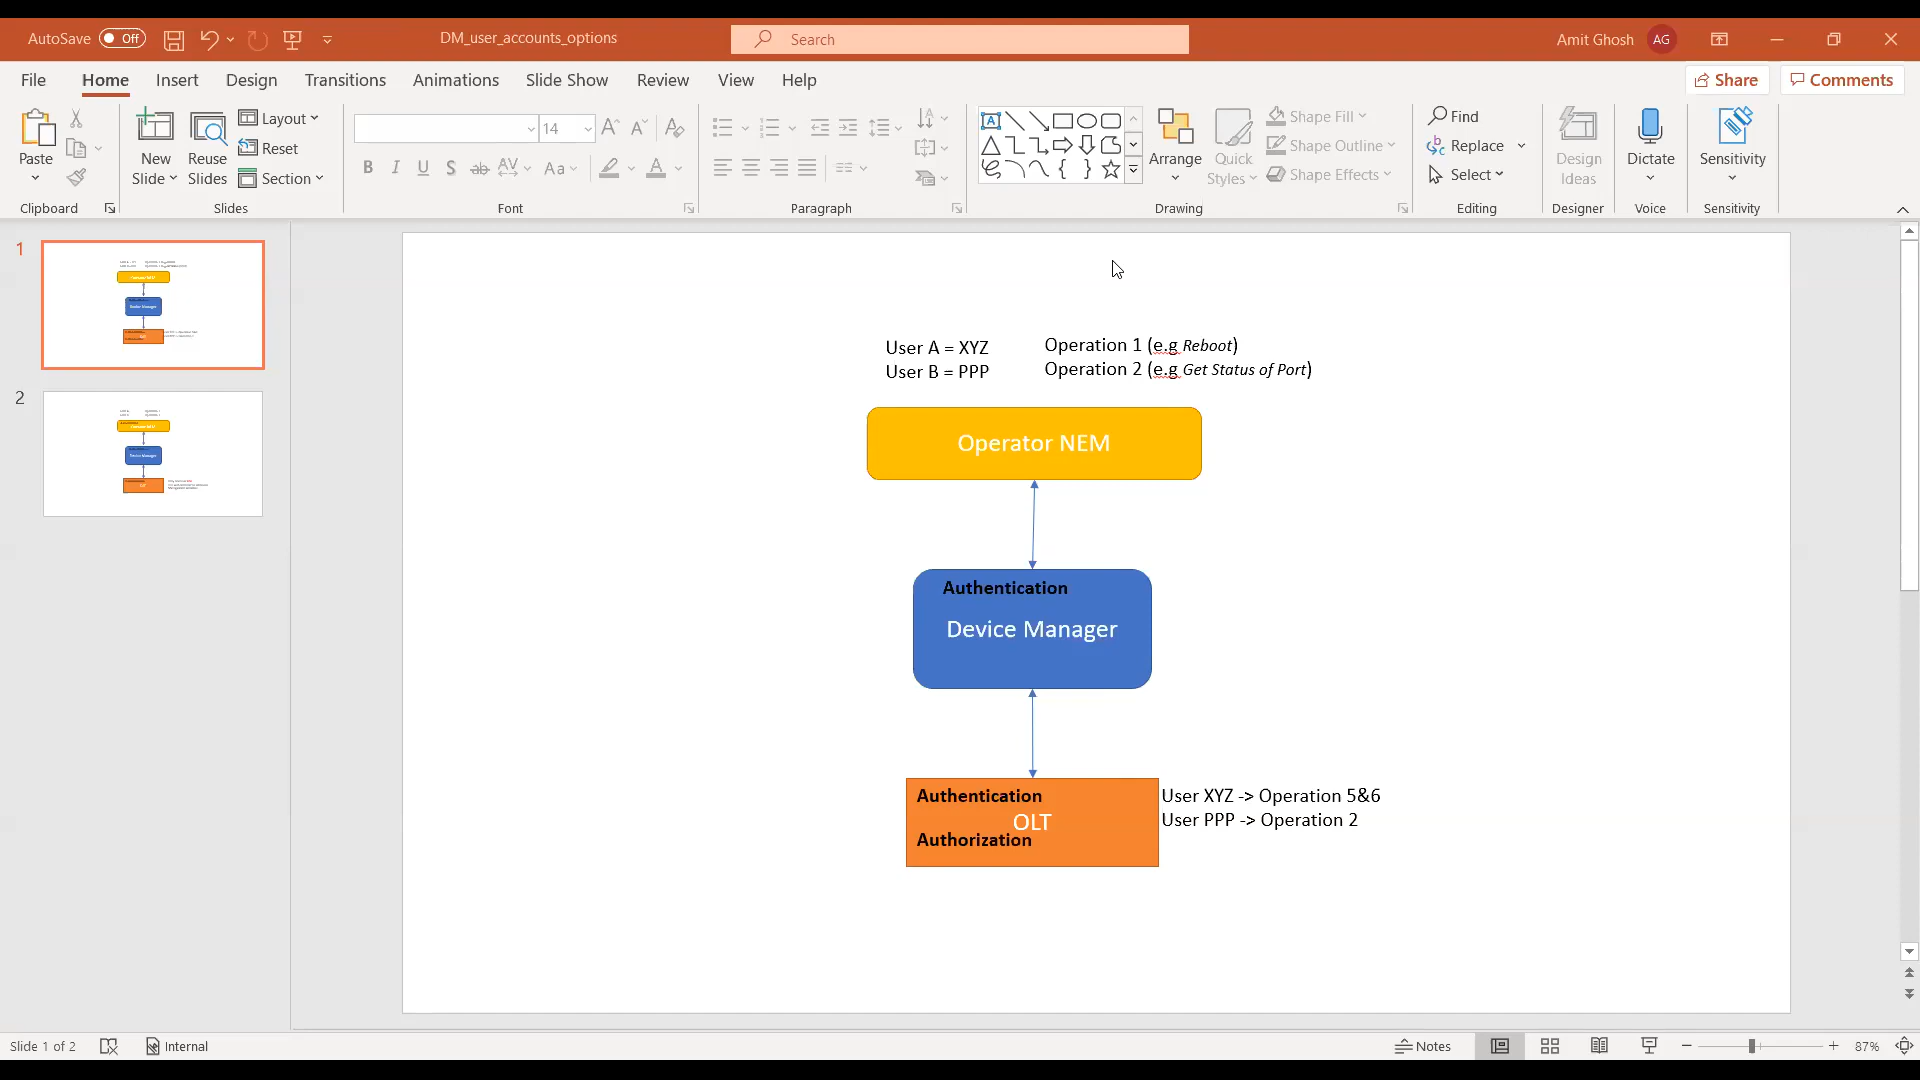 AutoSave Off DM_user_accounts_options Search Amit Ghosh AG
File Home Insert Design Transitions Animations Slide Show Review View Help Share Comments
Paste New Slide Reuse Slides Layout Reset Section 14 Arrange Quick Styles Shape Fill Shape Outline Shape Effects Find Replace Select Design Ideas Dictate Sensitivity
Clipboard Slides Font Paragraph Drawing Editing Designer Voice Sensitivity
1
2
User A = XYZ Operation 1 (e.g Reboot)
User B = PPP Operation 2 (e.g Get Status of Port)
Operator NEM
Authentication
Device Manager
Authentication
OLT
Authorization
User XYZ -> Operation 5&6
User PPP -> Operation 2
Slide 1 of 2 Internal Notes 87%